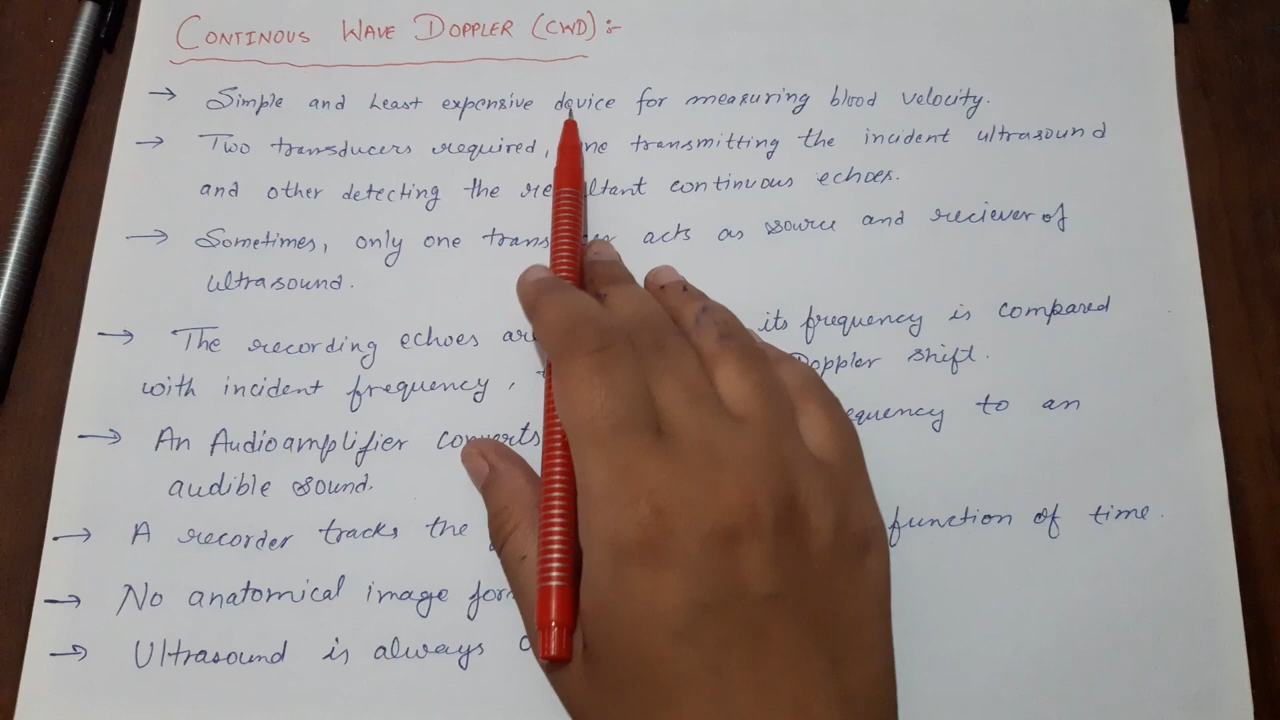 CONTINOUS WAVE DOPPLER (CWD):-
→ Simple and Least expensive device for measuring blood velocity.
→ Two transducers required, transmitting the incident ultrasound
and other detecting the continuous echoes.
→ Sometimes, only one acts as source and reciever of
ultrasound.
→ The recording echoes its frequency is compared
with incident frequency, Doppler shift.
→ An Audioamplifier converts to an
audible sound.
→ A recorder tracks the function of time.
→ No anatomical image
→ Ultrasound is always